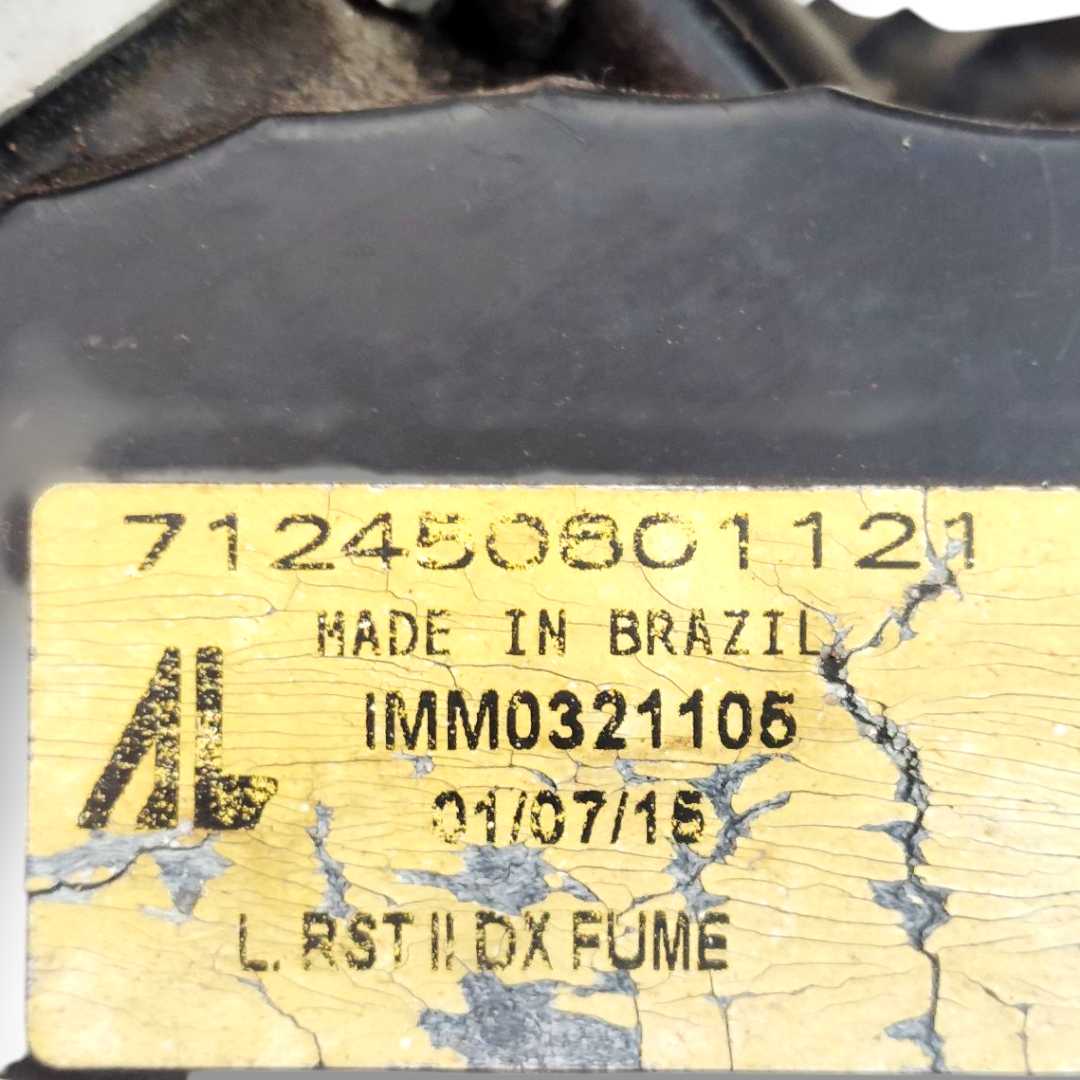 712450801121
MADE IN BRAZIL
AL
IMM0321105
01/07/15
L. RST II DX FUME